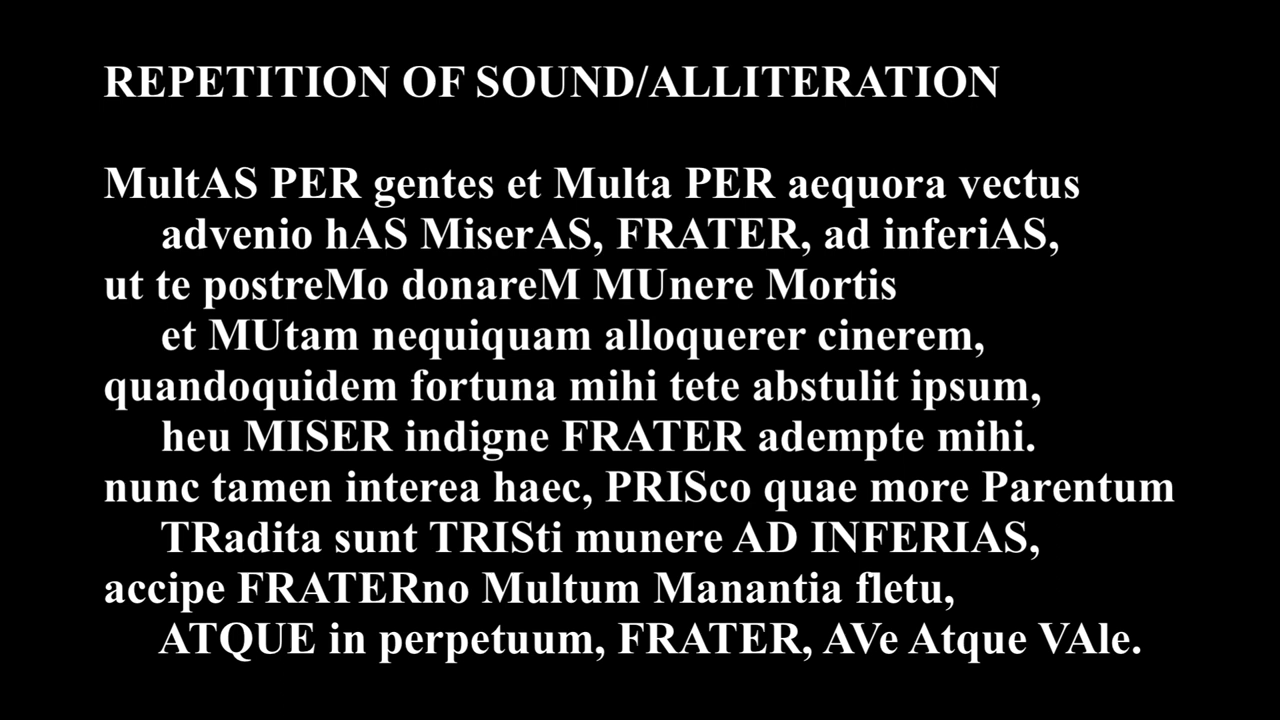 REPETITION OF SOUND/ALLITERATION
MultAS PER gentes et Multa PER aequora vectus
advenio hAS MiserAS, FRATER, ad inferiAS,
ut te postreMo donareM MUnere Mortis
et MUtam nequiquam alloquerer cinerem,
quandoquidem fortuna mihi tete abstulit ipsum,
heu MISER indigne FRATER adempte mihi.
nunc tamen interea haec, PRISco quae more Parentum
TRadita sunt TRISti munere AD INFERIAS,
accipe FRATERno Multum Manantia fletu,
ATQUE in perpetuum, FRATER, AVe Atque VAle.